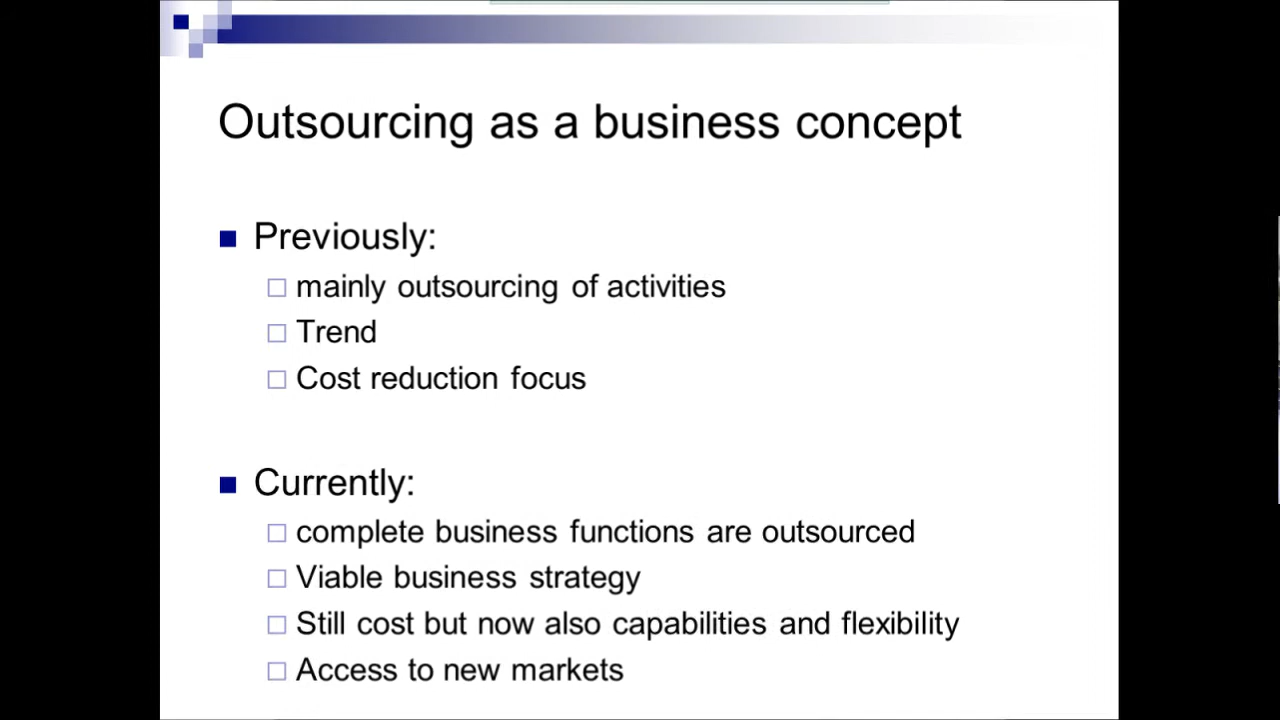 Outsourcing as a business concept
Previously:
mainly outsourcing of activities
Trend
Cost reduction focus
Currently:
complete business functions are outsourced
Viable business strategy
Still cost but now also capabilities and flexibility
Access to new markets